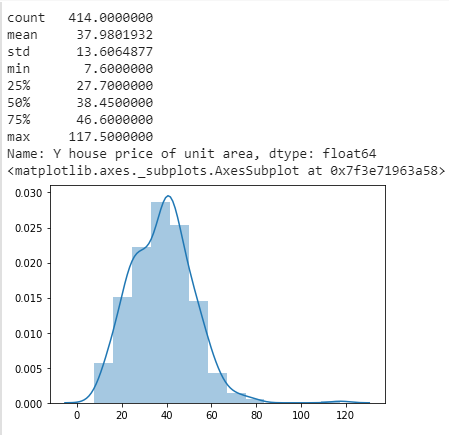 count 414.0000000
mean 37.9801932
std 13.6064877
min 7.6000000
25% 27.7000000
50% 38.4500000
75% 46.6000000
max 117.5000000
Name: Y house price of unit area, dtype: float64
<matplotlib.axes._subplots.AxesSubplot at 0x7f3e71963a58>
0.030
0.025
0.020
0.015
0.010
0.005
0.000
0 20 40 60 80 100 120